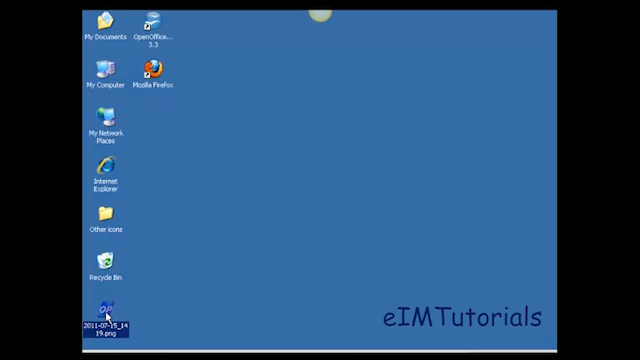 My Documents
OpenOffice...
3.3
My Computer
Mozilla Firefox
My Network
Places
Internet
Explorer
Other icons
Recycle Bin
OP
2011-07-15_14
19.png
eIMTutorials